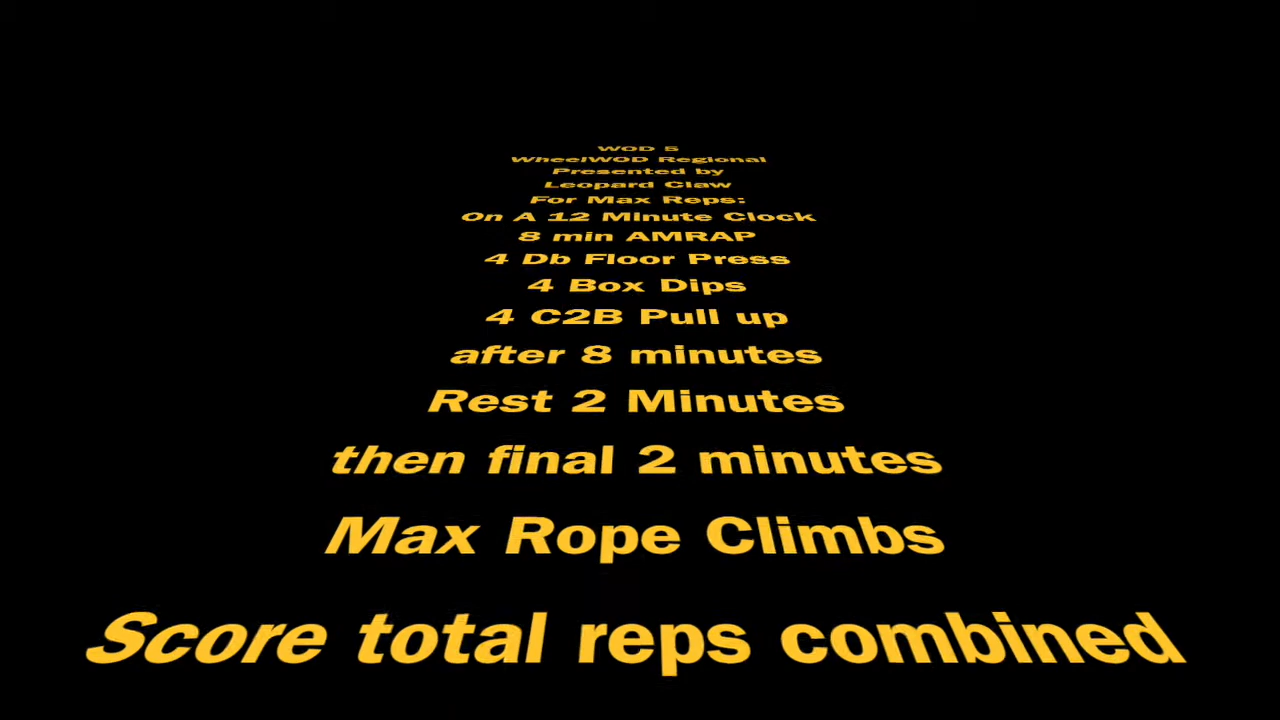 WOD 5
WheelWOD Regional
Presented by
Leopard Claw
For Max Reps:
On A 12 Minute Clock
8 min AMRAP
4 Db Floor Press
4 Box Dips
4 C2B Pull up
after 8 minutes
Rest 2 Minutes
then final 2 minutes
Max Rope Climbs
Score total reps combined